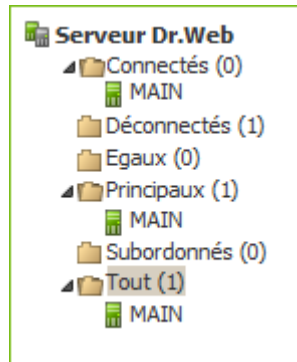 Serveur Dr.Web
Connectés (0)
MAIN
Déconnectés (1)
Egaux (0)
Principaux (1)
MAIN
Subordonnés (0)
Tout (1)
MAIN